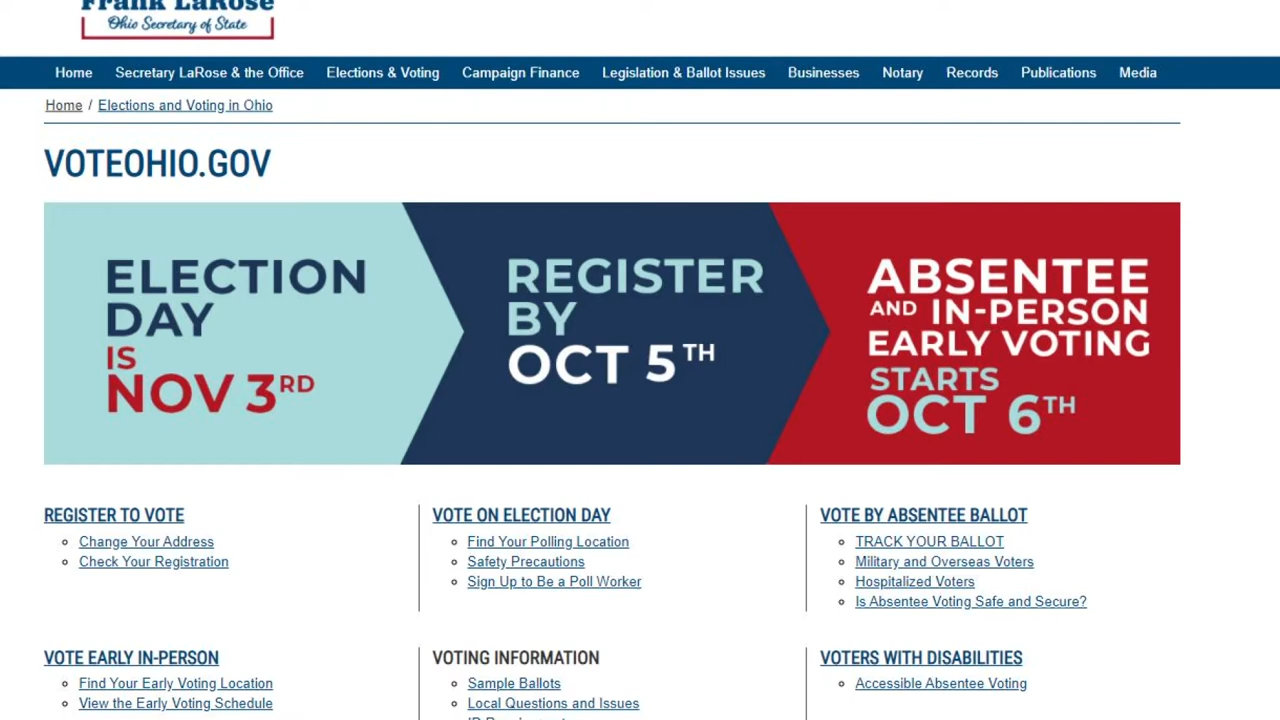 Frank LaRose
Ohio Secretary of State
Home Secretary LaRose & the Office Elections & Voting Campaign Finance Legislation & Ballot Issues Businesses Notary Records Publications Media
Home / Elections and Voting in Ohio
VOTEOHIO.GOV
ELECTION
DAY
IS
NOV 3RD
REGISTER
BY
OCT 5TH
ABSENTEE
AND IN-PERSON
EARLY VOTING
STARTS
OCT 6TH
REGISTER TO VOTE
Change Your Address
Check Your Registration
VOTE ON ELECTION DAY
Find Your Polling Location
Safety Precautions
Sign Up to Be a Poll Worker
VOTE BY ABSENTEE BALLOT
TRACK YOUR BALLOT
Military and Overseas Voters
Hospitalized Voters
Is Absentee Voting Safe and Secure?
VOTE EARLY IN-PERSON
Find Your Early Voting Location
View the Early Voting Schedule
VOTING INFORMATION
Sample Ballots
Local Questions and Issues
VOTERS WITH DISABILITIES
Accessible Absentee Voting